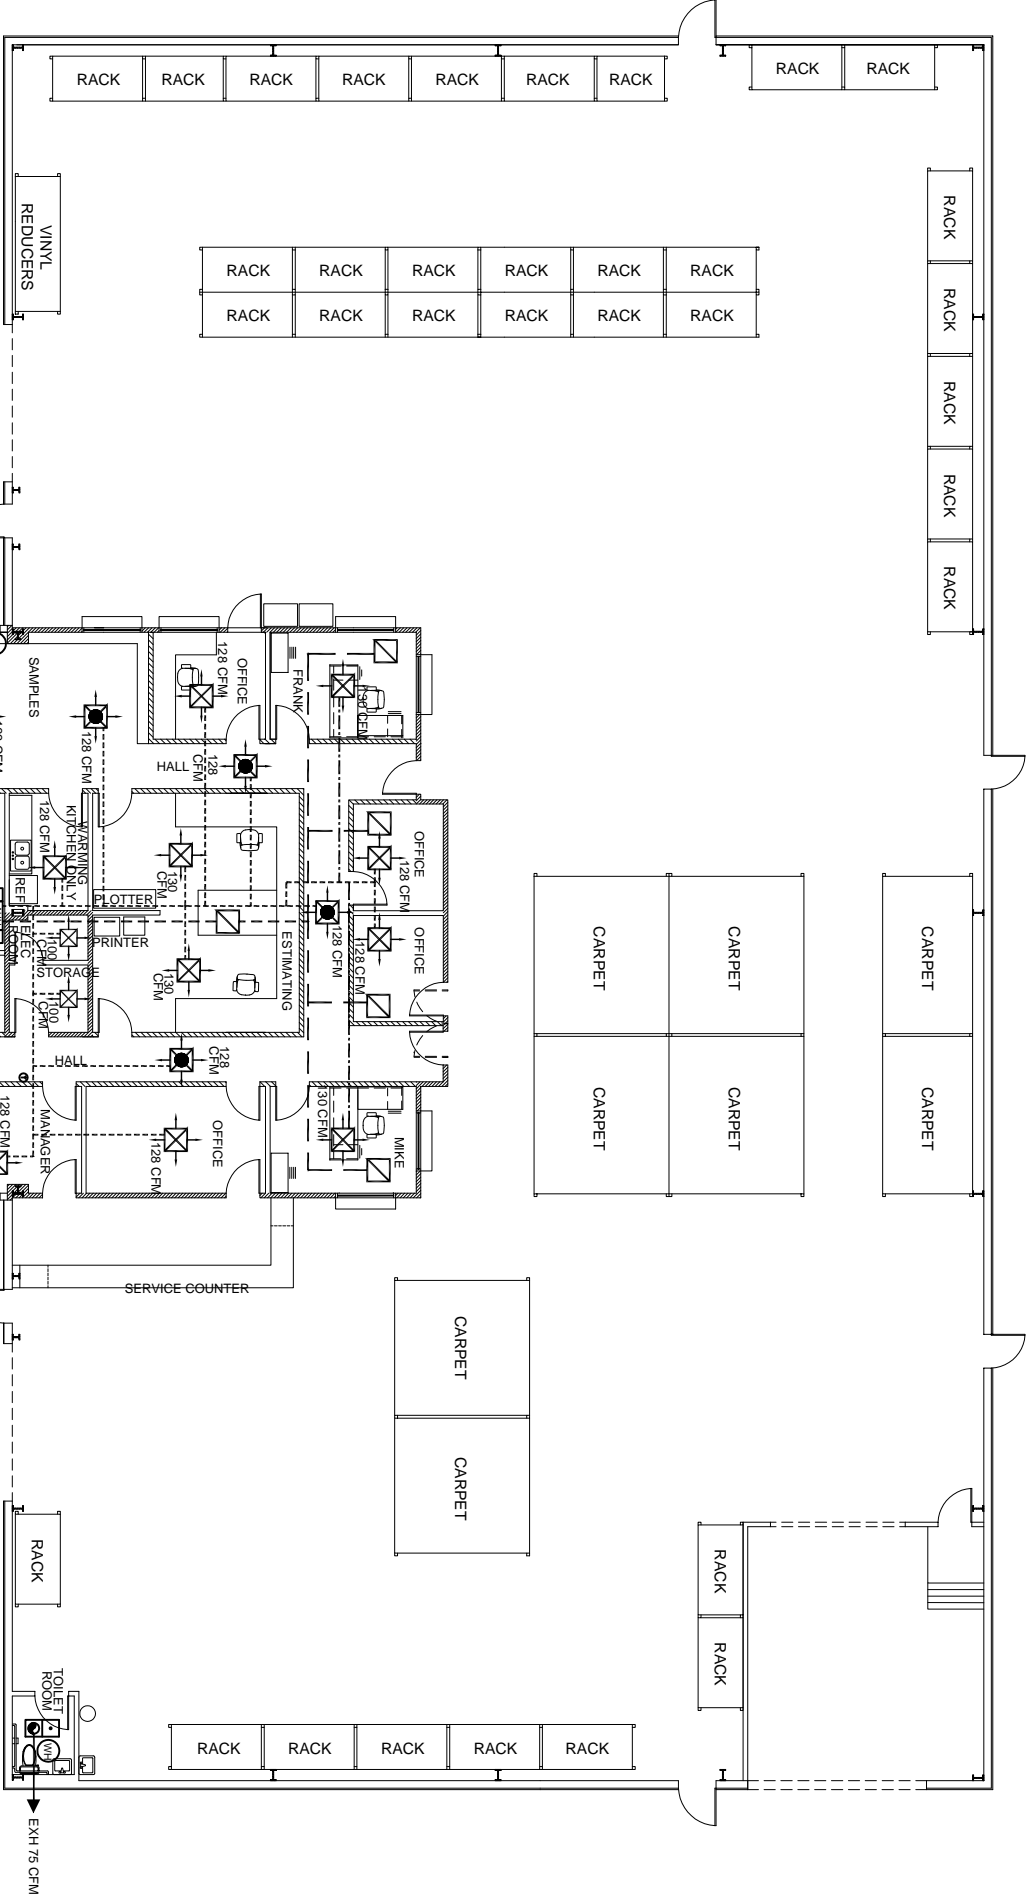 RACK RACK RACK RACK RACK RACK RACK
RACK RACK
VINYL
REDUCERS
RACK
RACK
RACK
RACK
RACK
RACK RACK RACK RACK RACK RACK
RACK RACK RACK RACK RACK RACK
SAMPLES
128 CFM
OFFICE
128 CFM
FRANK
130 CFM
HALL
128
CFM
128 CFM
WARMING
KITCHEN ONLY
128 CFM
REF
PLOTTER
PRINTER
130
CFM
130
CFM
ESTIMATING
128 CFM
OFFICE
128 CFM
OFFICE
128 CFM
ELEC
ROOM
100
CFM
STORAGE
100
CFM
HALL
128
CFM
MANAGER
128 CFM
OFFICE
128 CFM
MIKE
130 CFM
SERVICE COUNTER
CARPET CARPET CARPET
CARPET CARPET CARPET
CARPET
CARPET
RACK
RACK
RACK
TOILET
ROOM
WH
RACK RACK RACK RACK RACK
EXH 75 CFM